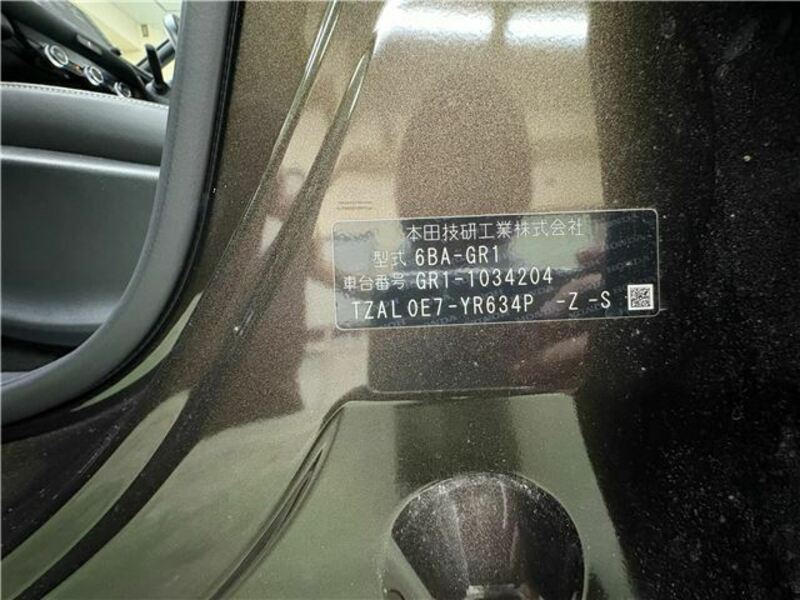 本田技研工業株式会社
型式 6BA-GR1
車台番号 GR1-1034204
TZAL0E7-YR634P -Z-S